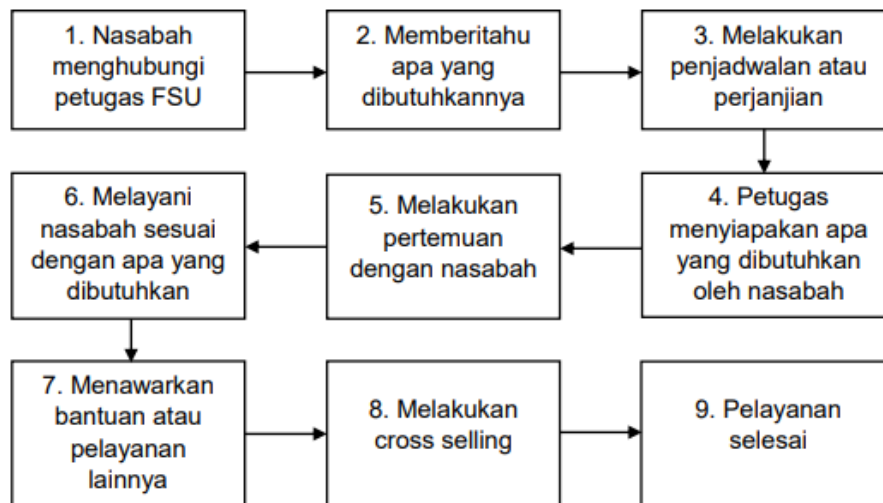 1. Nasabah
menghubungi
petugas FSU
2. Memberitahu
apa yang
dibutuhkannya
3. Melakukan
penjadwalan atau
perjanjian
4. Petugas
menyiapakan apa
yang dibutuhkan
oleh nasabah
5. Melakukan
pertemuan
dengan nasabah
6. Melayani
nasabah sesuai
dengan apa yang
dibutuhkan
7. Menawarkan
bantuan atau
pelayanan
lainnya
8. Melakukan
cross selling
9. Pelayanan
selesai